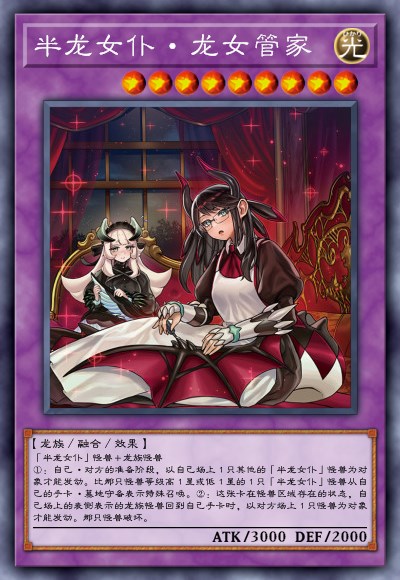 半龙女仆・龙女管家
光
【龙族／融合／效果】
「半龙女仆」怪兽＋龙族怪兽
①：自己・对方的准备阶段，以自己场上１只其他的「半龙女仆」怪兽为对
象才能发动。比那只怪兽等级高１星或低１星的１只「半龙女仆」怪兽从自
己的手卡・墓地守备表示特殊召唤。②：这张卡在怪兽区域存在的状态，自
己场上的表侧表示的龙族怪兽回到自己手卡时，以对方场上１只怪兽为对象
才能发动。那只怪兽破坏。
ATK/3000 DEF/2000